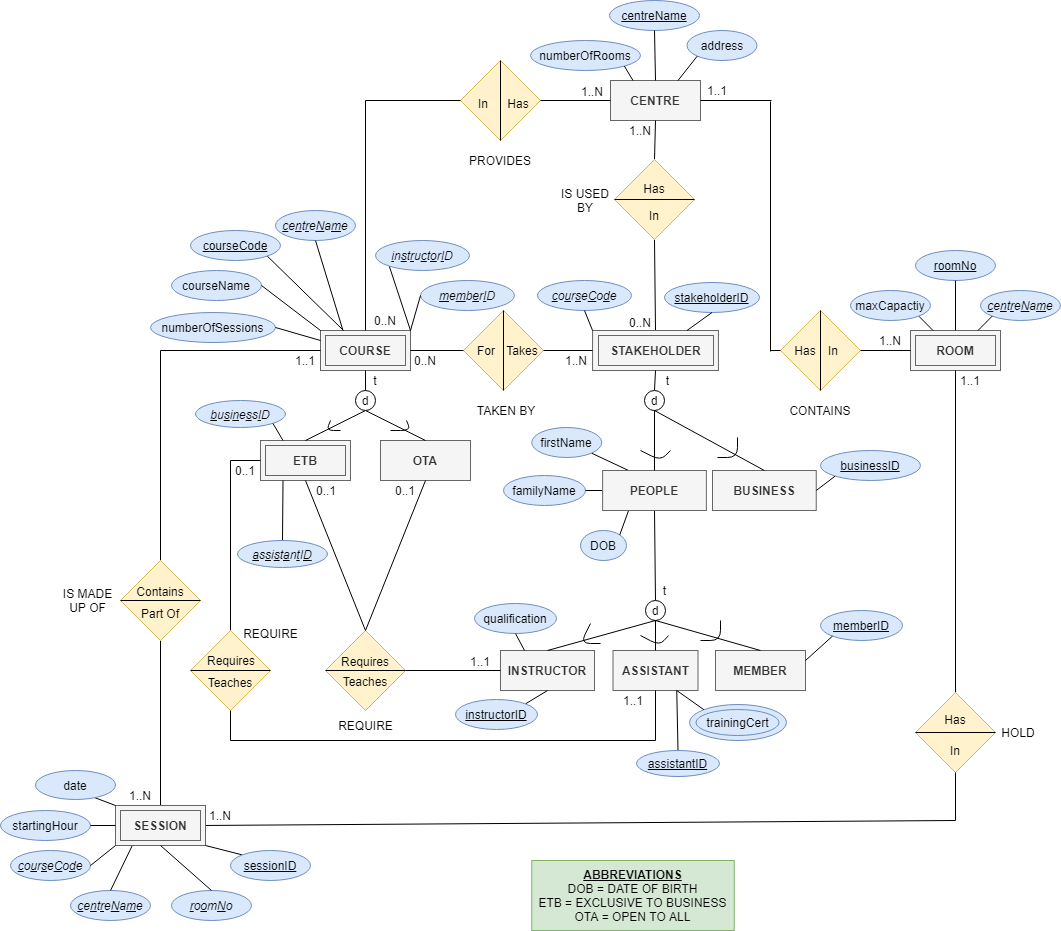 centreName
numberOfRooms
address
1..N
CENTRE
1..1
In
Has
1..N
PROVIDES
IS USED
BY
Has
In
centreName
courseCode
instructorID
courseName
memberID
courseCode
stakeholderID
roomNo
maxCapactiy
centreName
numberOfSessions
0..N
0..N
1..N
1..1
COURSE
0..N
For
Takes
1..N
STAKEHOLDER
Has
In
ROOM
t
t
1..1
TAKEN BY
CONTAINS
d
d
businessID
firstName
ETB
OTA
businessID
0..1
0..1
0..1
familyName
PEOPLE
BUSINESS
assistantID
DOB
IS MADE
UP OF
Contains
Part Of
t
d
qualification
memberID
REQUIRE
Requires
Teaches
Requires
Teaches
1..1
INSTRUCTOR
ASSISTANT
MEMBER
1..1
instructorID
REQUIRE
trainingCert
Has
In
HOLD
assistantID
date
1..N
startingHour
SESSION
1..N
courseCode
sessionID
centreName
roomNo
ABBREVIATIONS
DOB = DATE OF BIRTH
ETB = EXCLUSIVE TO BUSINESS
OTA = OPEN TO ALL